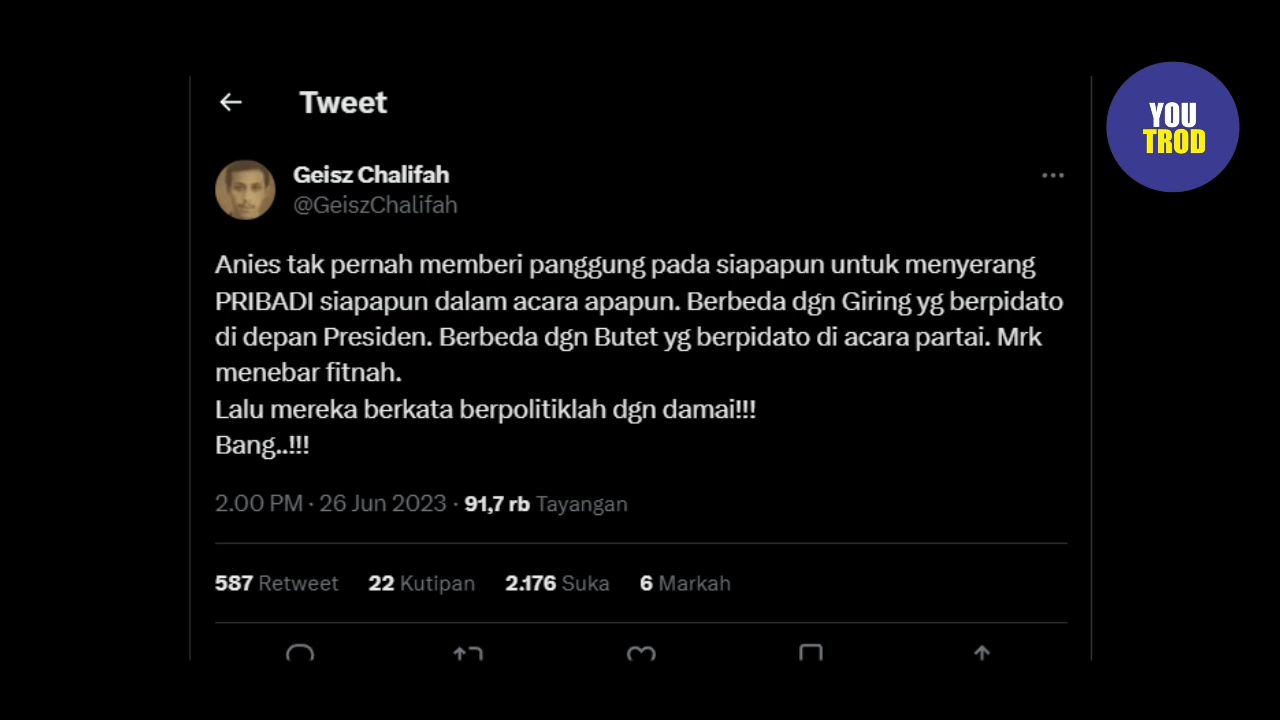 Tweet
YOU
TROD
Geisz Chalifah
@GeiszChalifah
Anies tak pernah memberi panggung pada siapapun untuk menyerang
PRIBADI siapapun dalam acara apapun. Berbeda dgn Giring yg berpidato
di depan Presiden. Berbeda dgn Butet yg berpidato di acara partai. Mrk
menebar fitnah.
Lalu mereka berkata berpolitiklah dgn damai!!!
Bang..!!!
2.00 PM · 26 Jun 2023 · 91,7 rb Tayangan
587 Retweet 22 Kutipan 2.176 Suka 6 Markah